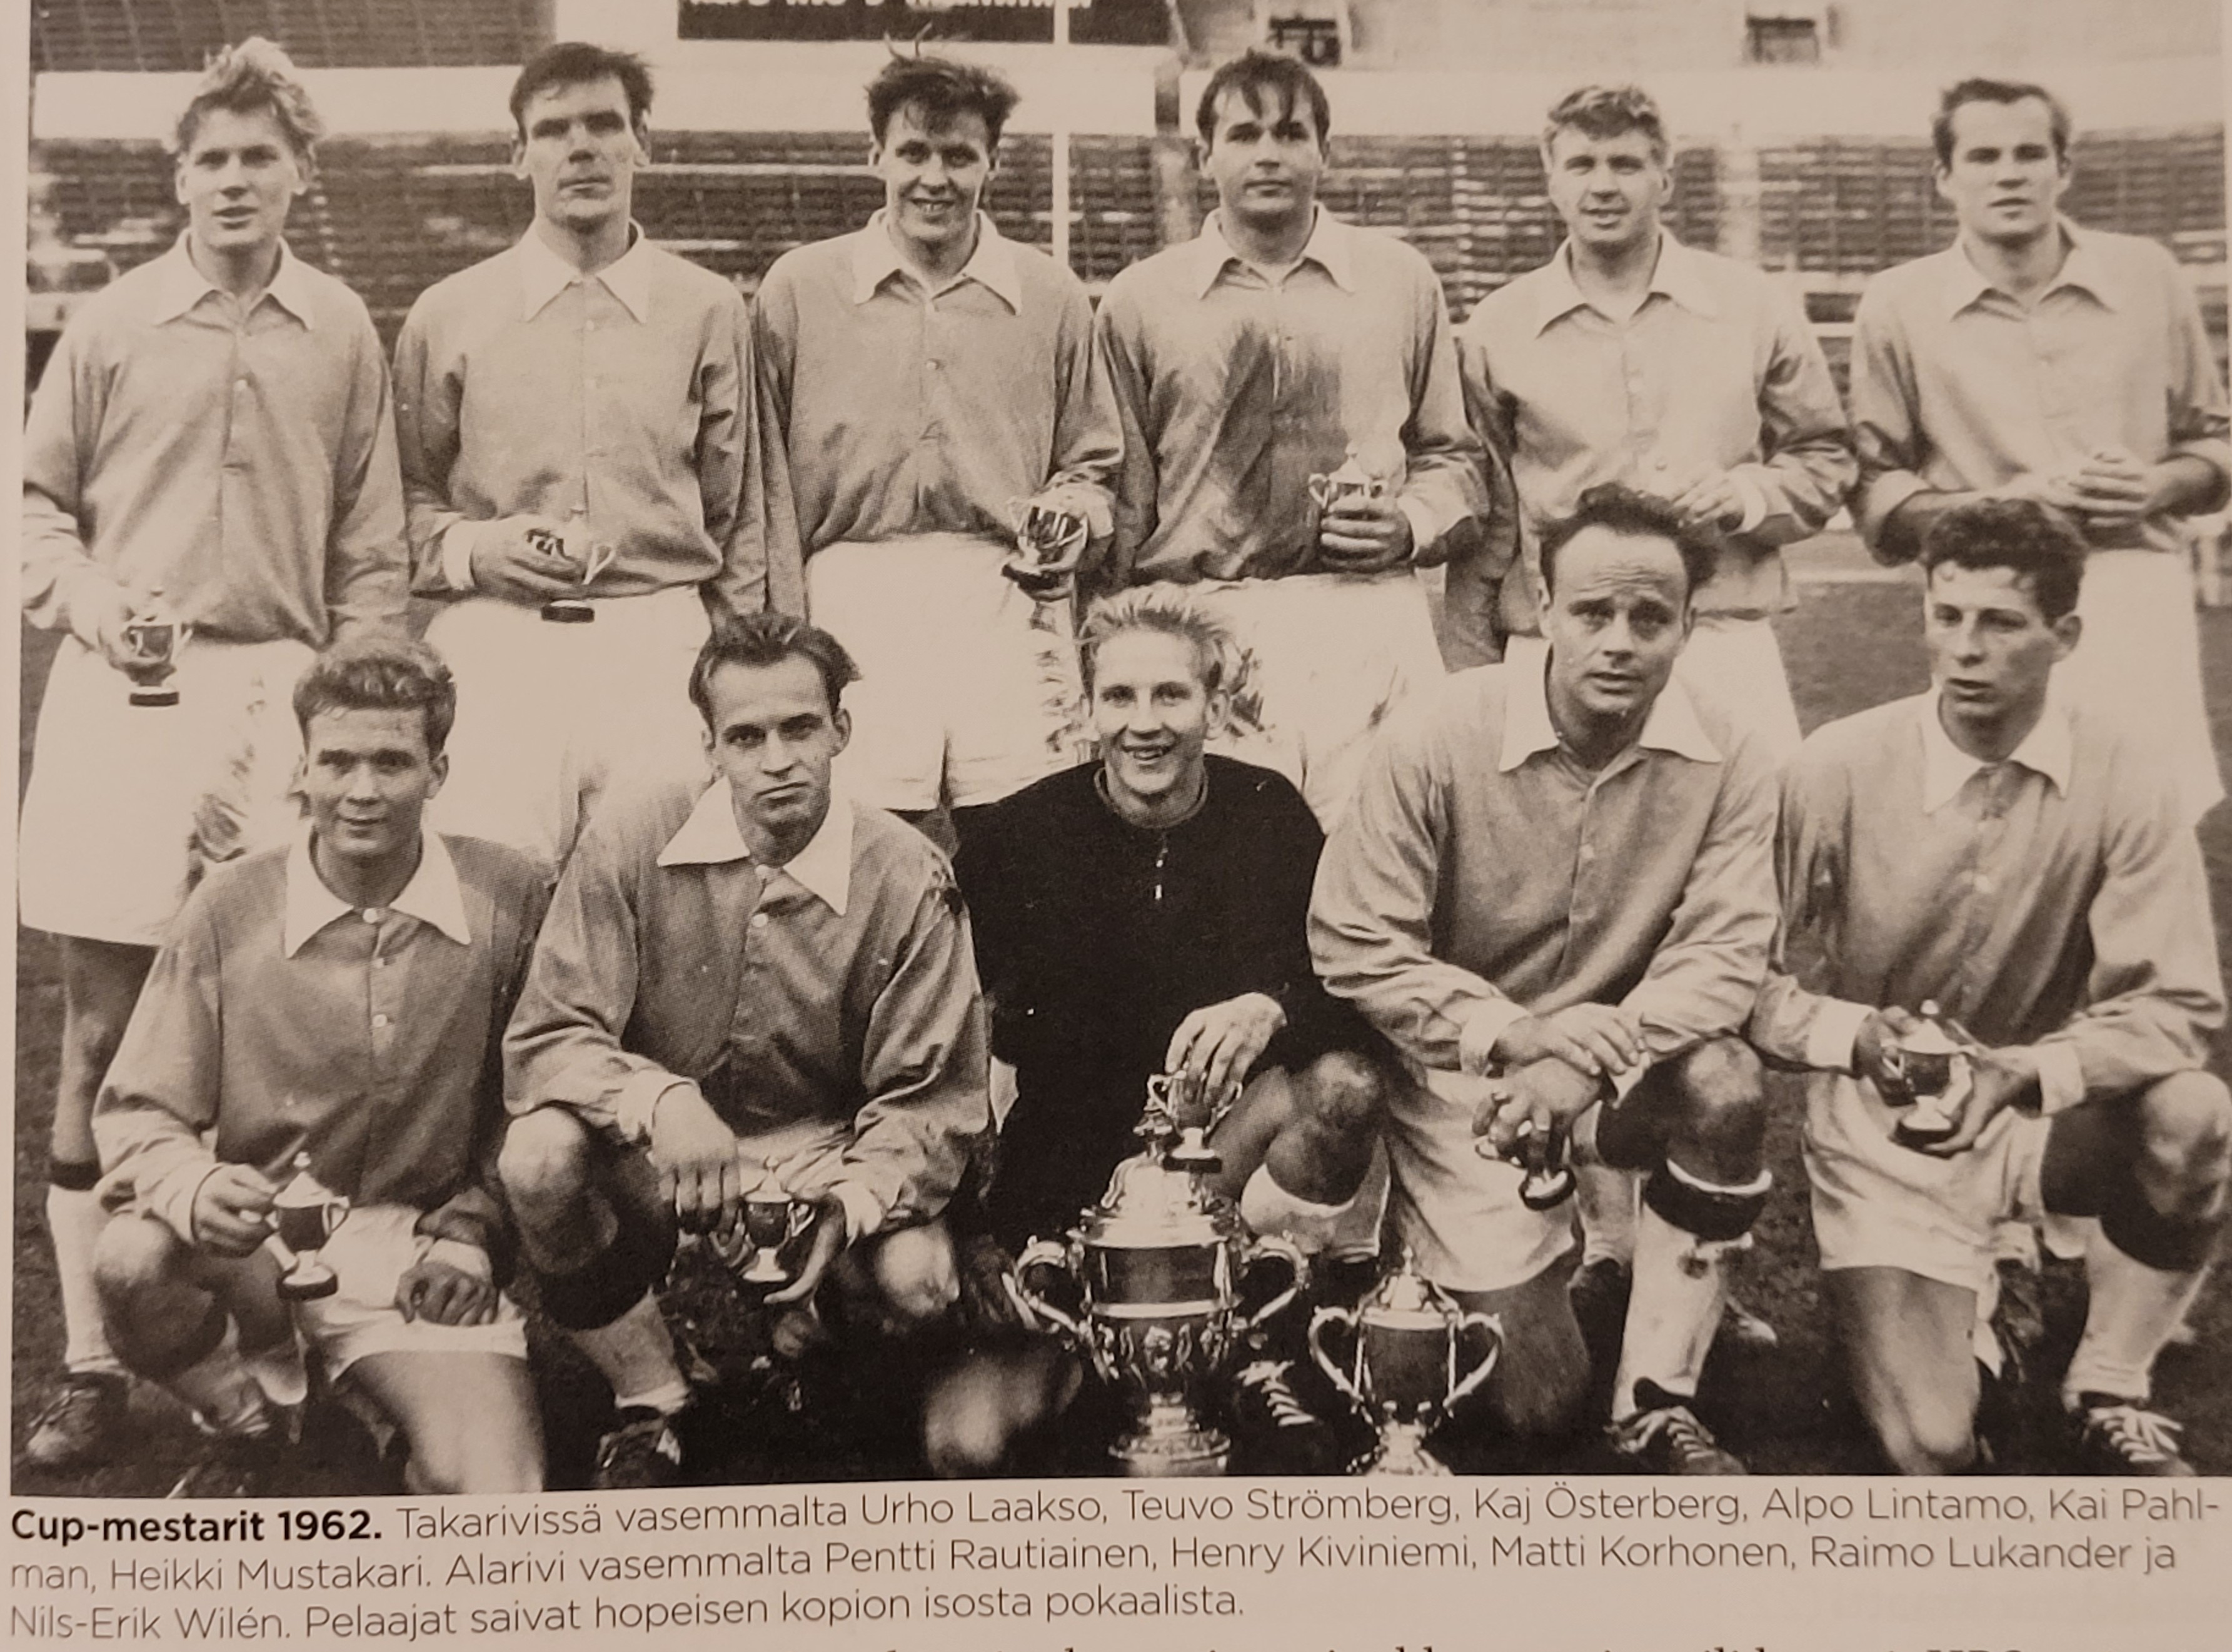 Cup-mestarit 1962. Takarivissä vasemmalta Urho Laakso, Teuvo Strömberg, Kaj Österberg, Alpo Lintamo, Kai Pahl-
man, Heikki Mustakari. Alarivi vasemmalta Pentti Rautiainen, Henry Kiviniemi, Matti Korhonen, Raimo Lukander ja
Nils-Erik Wilén. Pelaajat saivat hopeisen kopion isosta pokaalista.